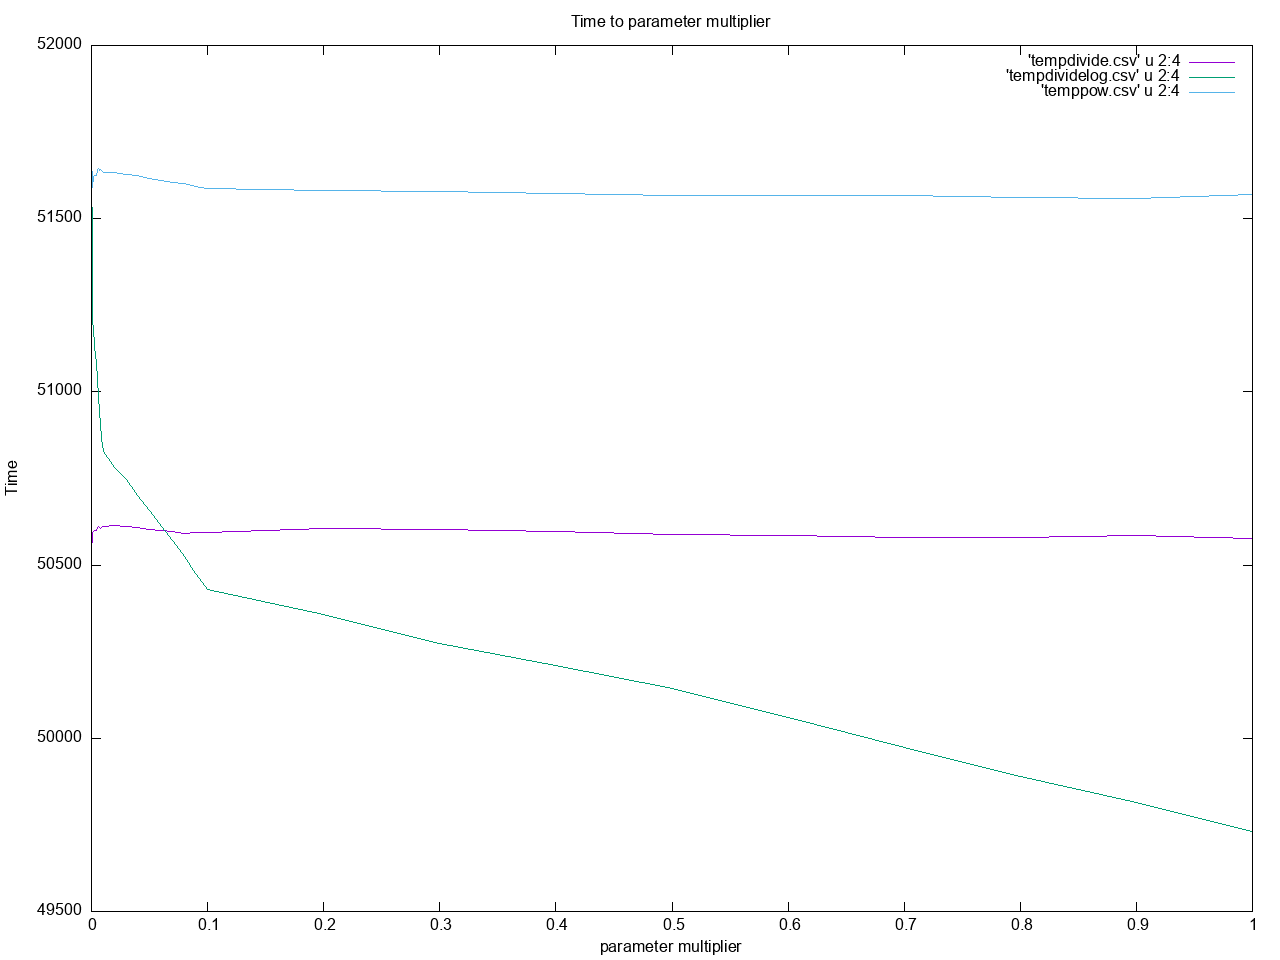 Time to parameter multiplier
52000
51500
51000
50500
50000
49500
'tempdivide.csv' u 2:4
'tempdividelog.csv' u 2:4
'temppow.csv' u 2:4
Time
0 0.1 0.2 0.3 0.4 0.5 0.6 0.7 0.8 0.9 1
parameter multiplier